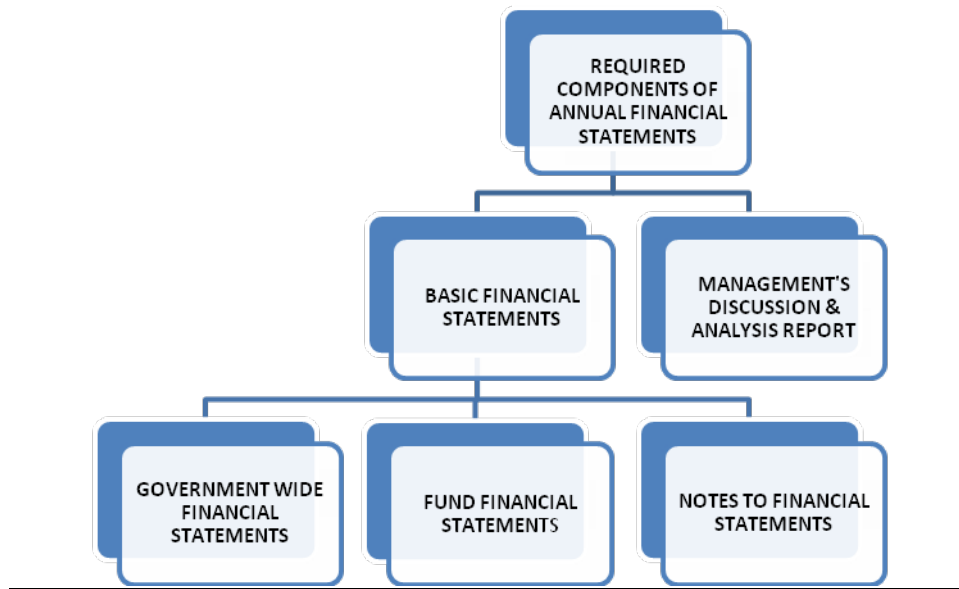 REQUIRED
COMPONENTS OF
ANNUAL FINANCIAL
STATEMENTS
BASIC FINANCIAL
STATEMENTS
MANAGEMENT'S
DISCUSSION &
ANALYSIS REPORT
GOVERNMENT WIDE
FINANCIAL
STATEMENTS
FUND FINANCIAL
STATEMENTS
NOTES TO FINANCIAL
STATEMENTS